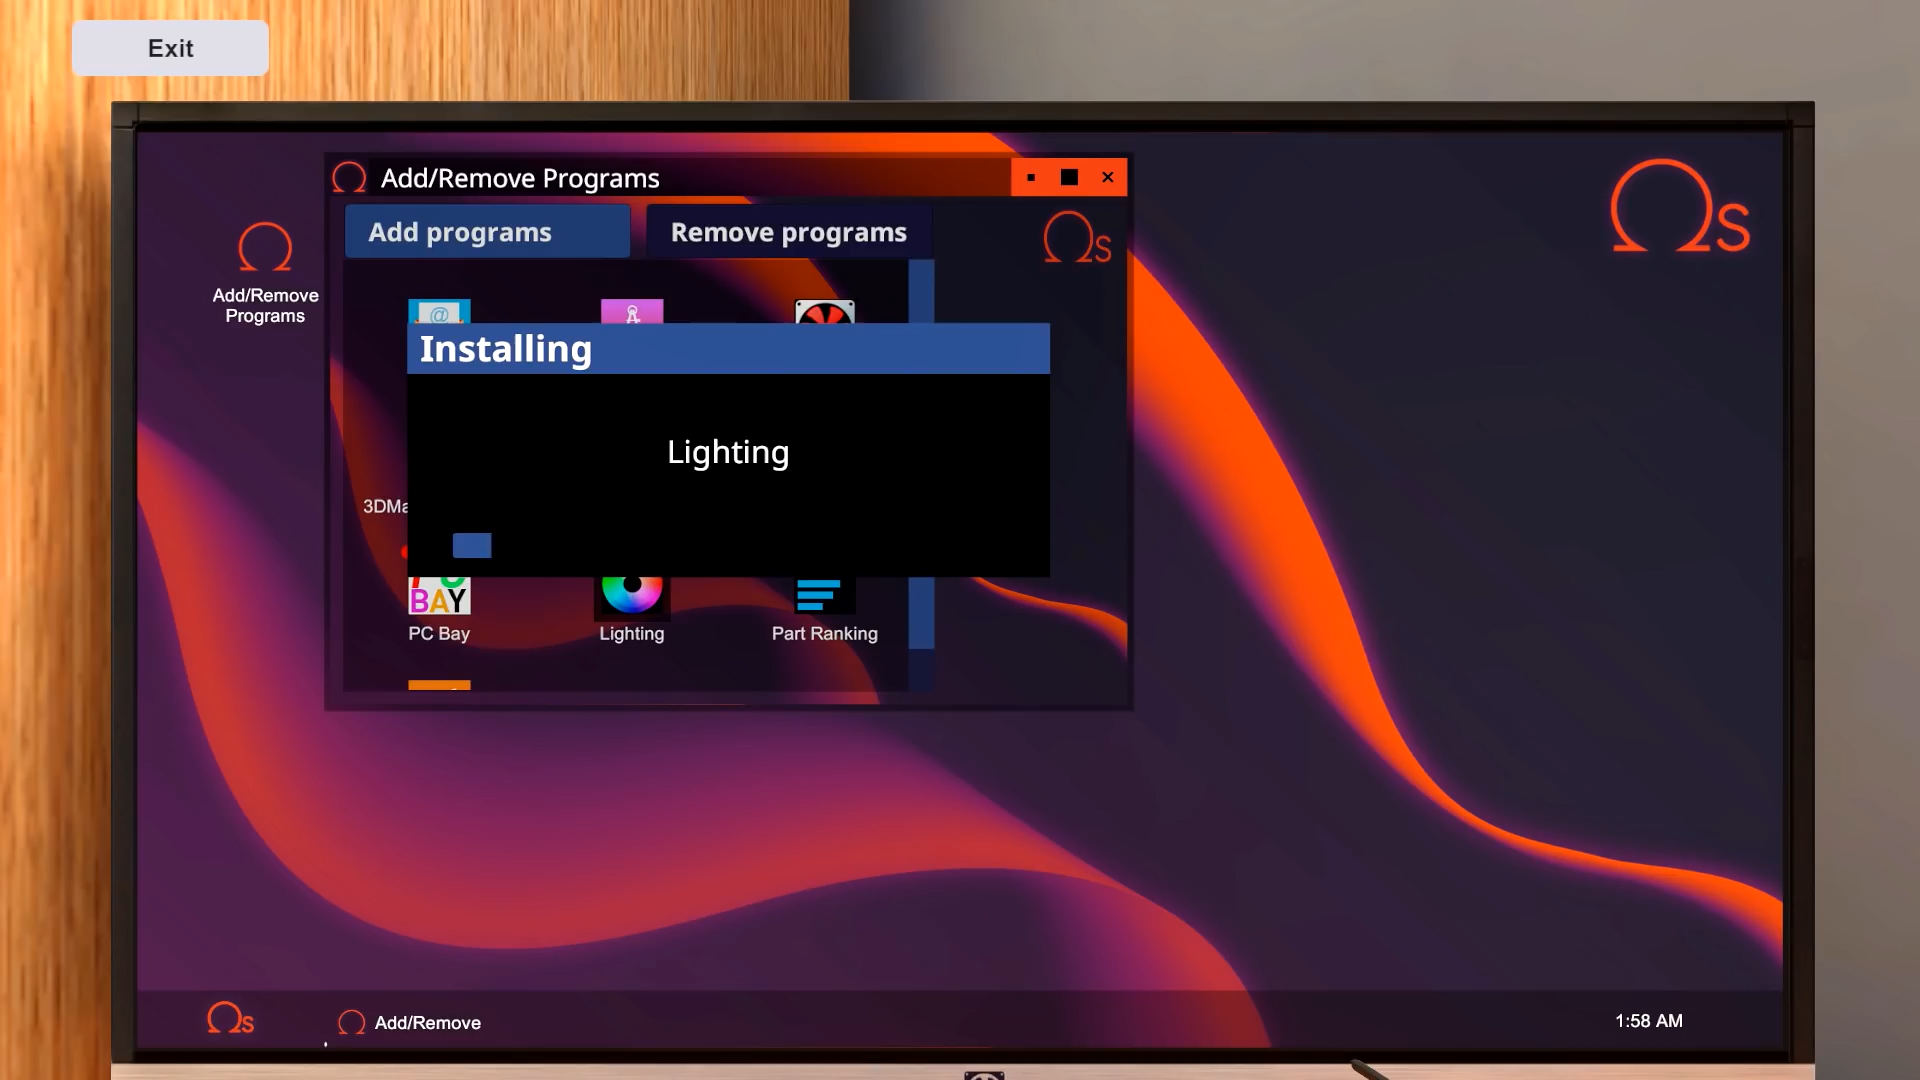 Exit
Add/Remove Programs
Add programs
Remove programs
Ωs
Ωs
Add/Remove
Programs
@
Installing
Lighting
3DMa
BAY
PC Bay
Lighting
Part Ranking
Ωs
Add/Remove
1:58 AM